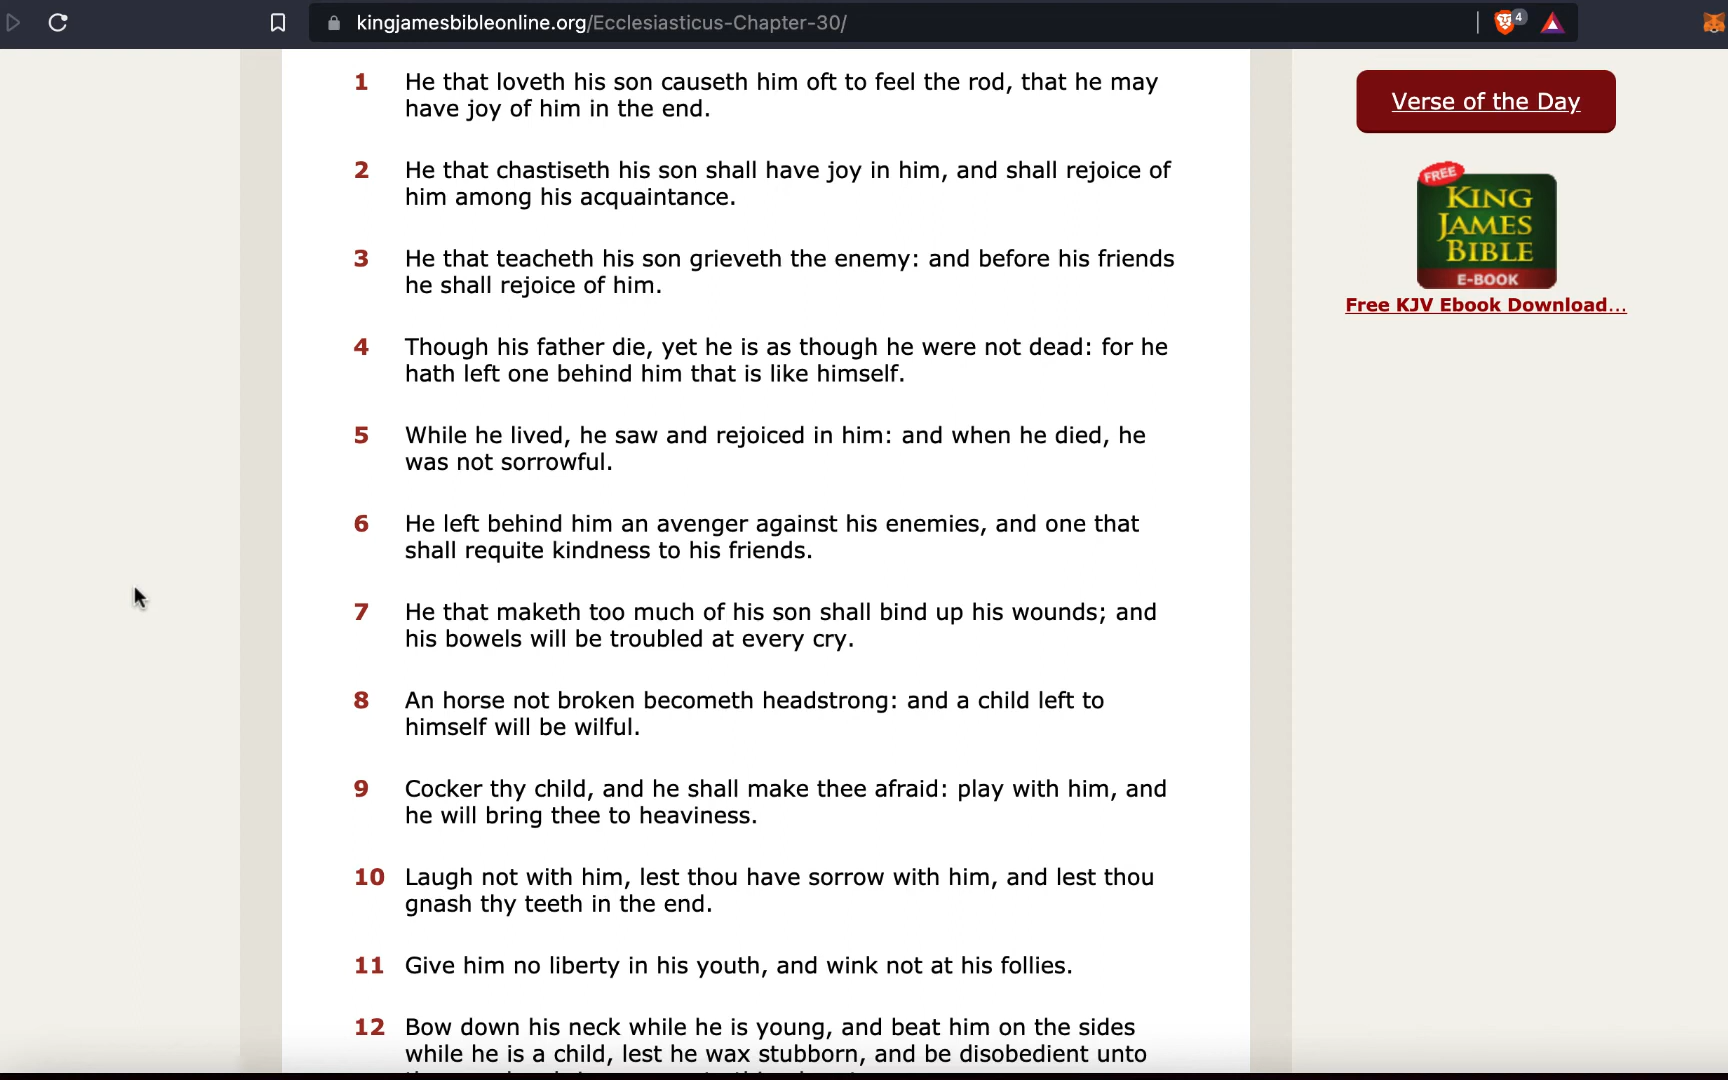 kingjamesbibleonline.org/Ecclesiasticus-Chapter-30/
4
1 He that loveth his son causeth him oft to feel the rod, that he may
have joy of him in the end.
2 He that chastiseth his son shall have joy in him, and shall rejoice of
him among his acquaintance.
3 He that teacheth his son grieveth the enemy: and before his friends
he shall rejoice of him.
4 Though his father die, yet he is as though he were not dead: for he
hath left one behind him that is like himself.
5 While he lived, he saw and rejoiced in him: and when he died, he
was not sorrowful.
6 He left behind him an avenger against his enemies, and one that
shall requite kindness to his friends.
7 He that maketh too much of his son shall bind up his wounds; and
his bowels will be troubled at every cry.
8 An horse not broken becometh headstrong: and a child left to
himself will be wilful.
9 Cocker thy child, and he shall make thee afraid: play with him, and
he will bring thee to heaviness.
10 Laugh not with him, lest thou have sorrow with him, and lest thou
gnash thy teeth in the end.
11 Give him no liberty in his youth, and wink not at his follies.
12 Bow down his neck while he is young, and beat him on the sides
while he is a child, lest he wax stubborn, and be disobedient unto
Verse of the Day
FREE
KING
JAMES
BIBLE
E-BOOK
Free KJV Ebook Download...